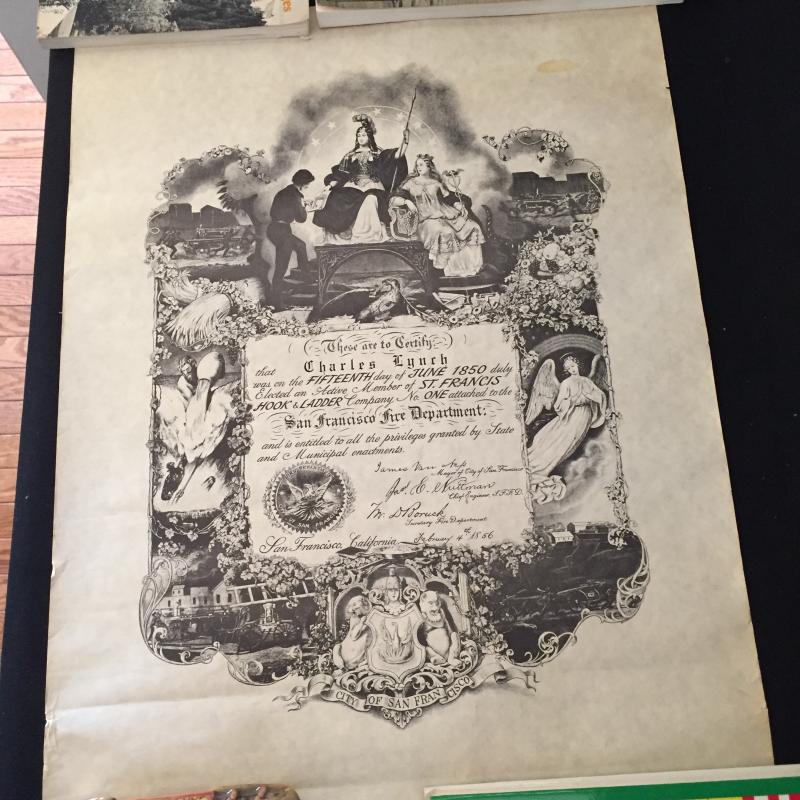 These are to Certify
that Charles Lynch
was on the FIFTEENTH day of JUNE 1850 duly
Elected an Active Member of ST. FRANCIS
HOOK & LADDER Company No. ONE attached to the
San Francisco Fire Department:
and is entitled to all the privileges granted by State
and Municipal enactments.
James Van Ness
Mayor of City of San Francisco
Jas. E. Nuttman
Chief Engineer S.F.F.D.
Secretary Fire Department
San Francisco, California February 4th 1856
CITY OF SAN FRANCISCO